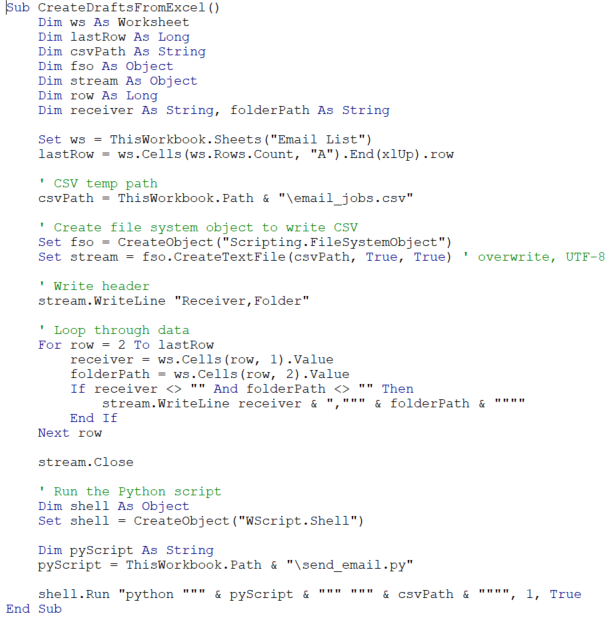 Sub CreateDraftsFromExcel()
    Dim ws As Worksheet
    Dim lastRow As Long
    Dim csvPath As String
    Dim fso As Object
    Dim stream As Object
    Dim row As Long
    Dim receiver As String, folderPath As String

    Set ws = ThisWorkbook.Sheets("Email List")
    lastRow = ws.Cells(ws.Rows.Count, "A").End(xlUp).row

    ' CSV temp path
    csvPath = ThisWorkbook.Path & "\email_jobs.csv"

    ' Create file system object to write CSV
    Set fso = CreateObject("Scripting.FileSystemObject")
    Set stream = fso.CreateTextFile(csvPath, True, True) ' overwrite, UTF-8

    ' Write header
    stream.WriteLine "Receiver,Folder"

    ' Loop through data
    For row = 2 To lastRow
        receiver = ws.Cells(row, 1).Value
        folderPath = ws.Cells(row, 2).Value
        If receiver <> "" And folderPath <> "" Then
            stream.WriteLine receiver & ",""" & folderPath & """"
        End If
    Next row

    stream.Close

    ' Run the Python script
    Dim shell As Object
    Set shell = CreateObject("WScript.Shell")

    Dim pyScript As String
    pyScript = ThisWorkbook.Path & "\send_email.py"

    shell.Run "python """ & pyScript & """ """ & csvPath & """", 1, True
End Sub